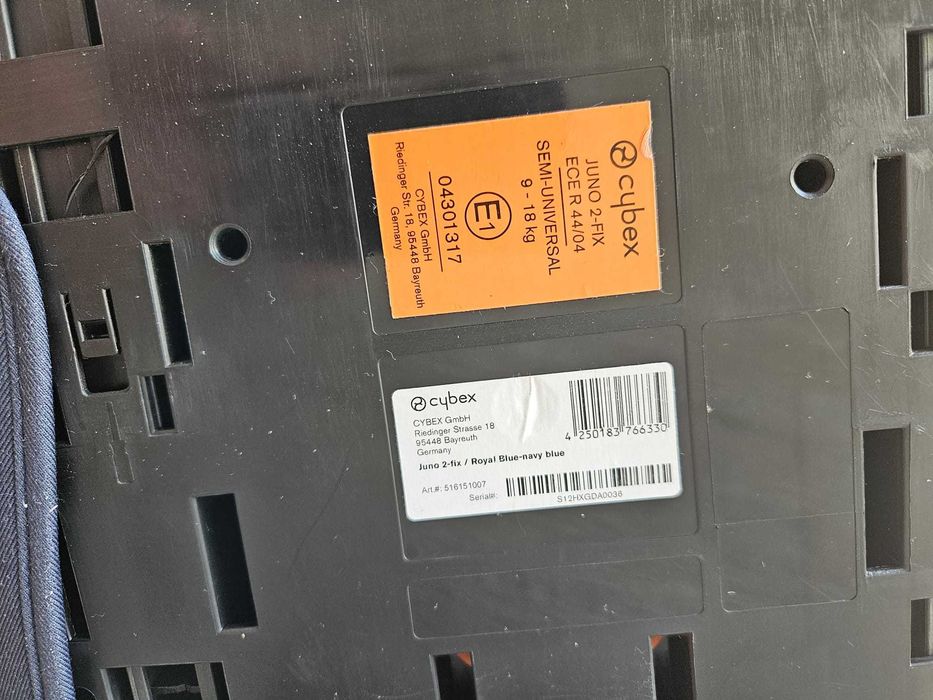 cybex
JUNO 2-FIX
ECE R 44/04
SEMI-UNIVERSAL
9 - 18 kg
E1
04301317
CYBEX GmbH
Riedinger Str. 18, 95448 Bayreuth
Germany
cybex
CYBEX GmbH
Riedinger Strasse 18
95448 Bayreuth
Germany
4 250183 766330
Juno 2-fix / Royal Blue-navy blue
Art.#: 516151007
Serial#:
S12HXGDA0036